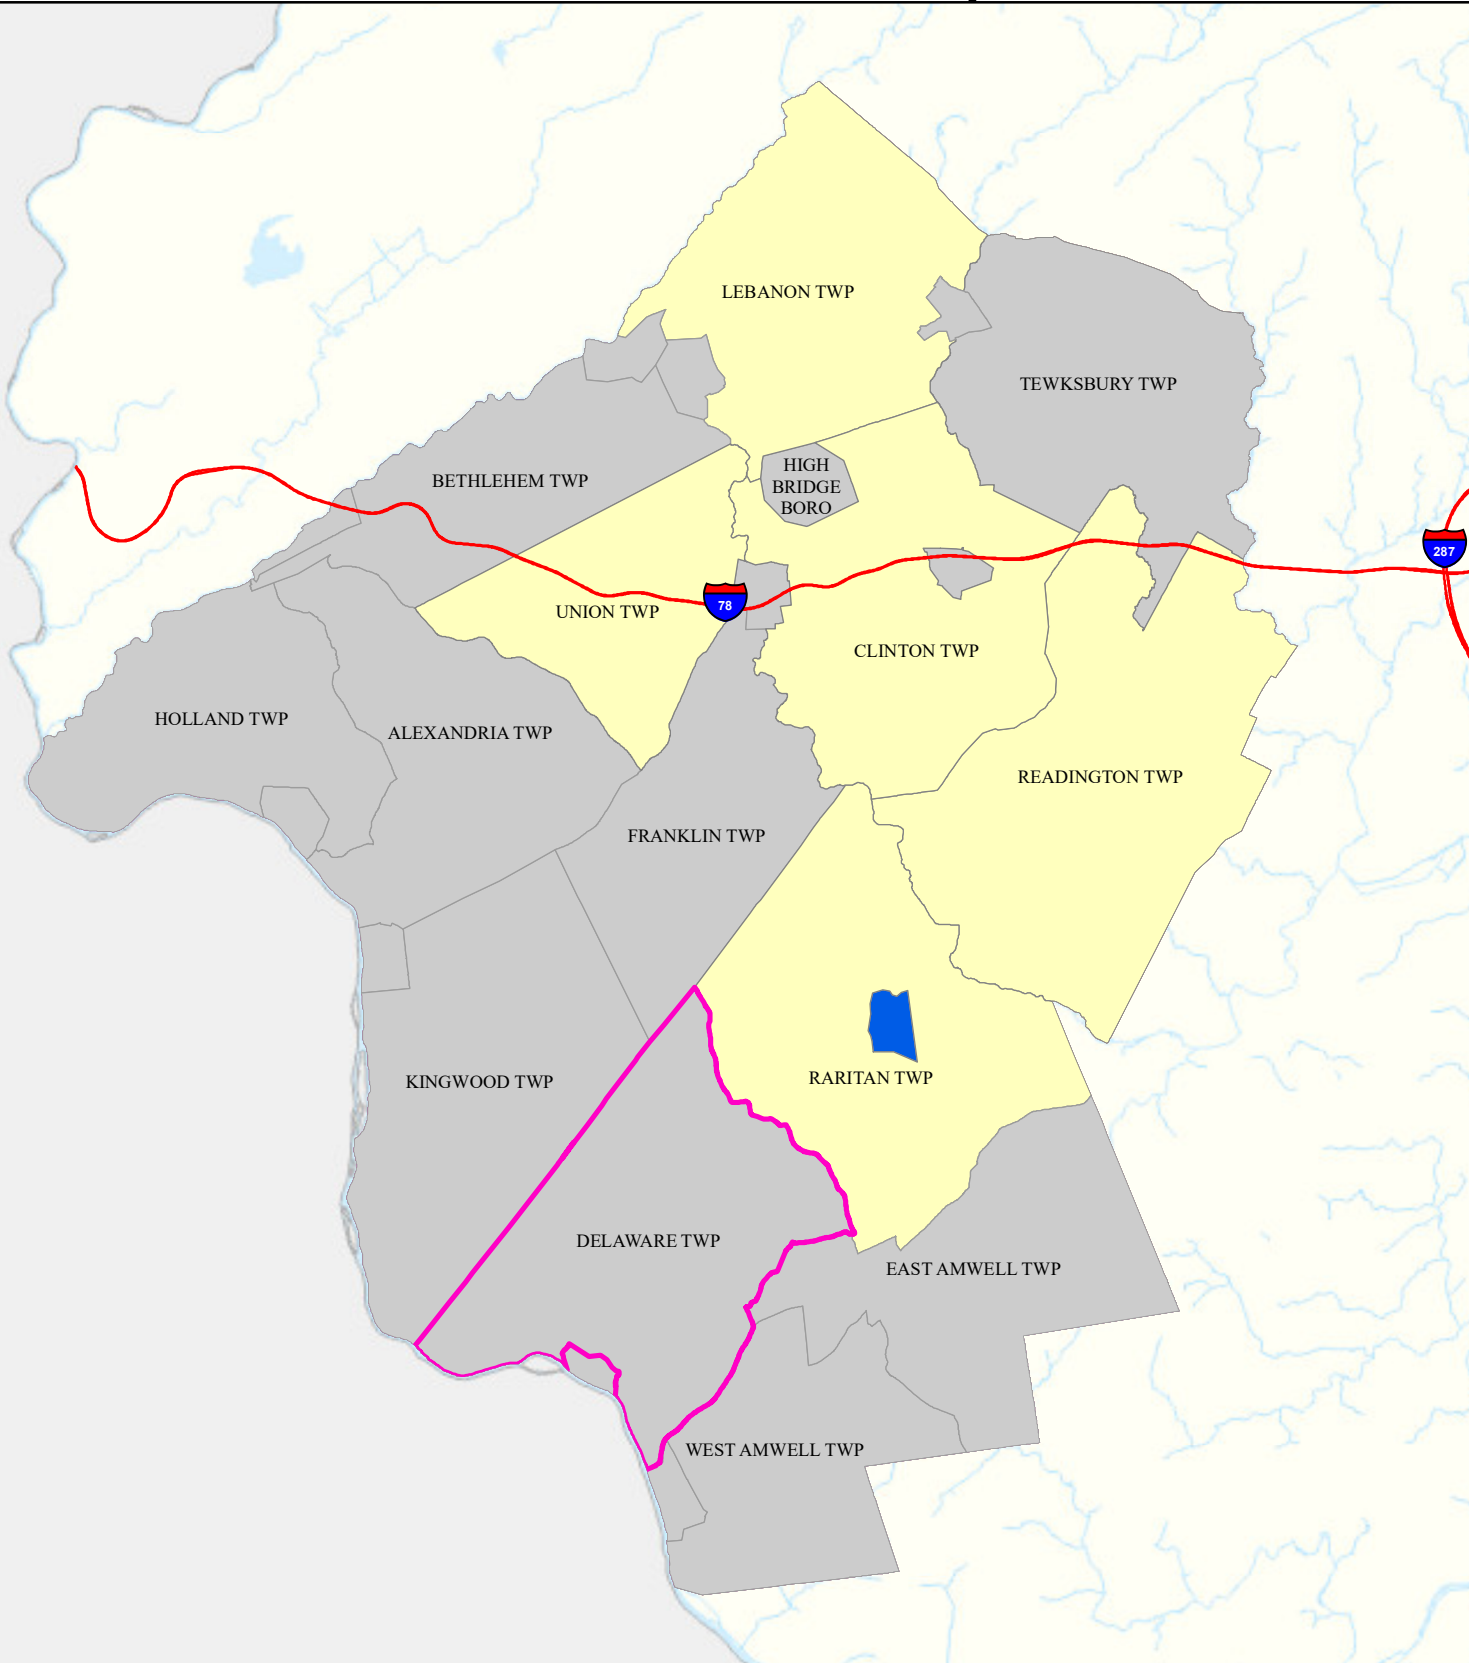 LEBANON TWP
TEWKSBURY TWP
HIGH
BRIDGE
BORO
BETHLEHEM TWP
287
78
UNION TWP
CLINTON TWP
HOLLAND TWP
ALEXANDRIA TWP
READINGTON TWP
FRANKLIN TWP
RARITAN TWP
KINGWOOD TWP
DELAWARE TWP
EAST AMWELL TWP
WEST AMWELL TWP